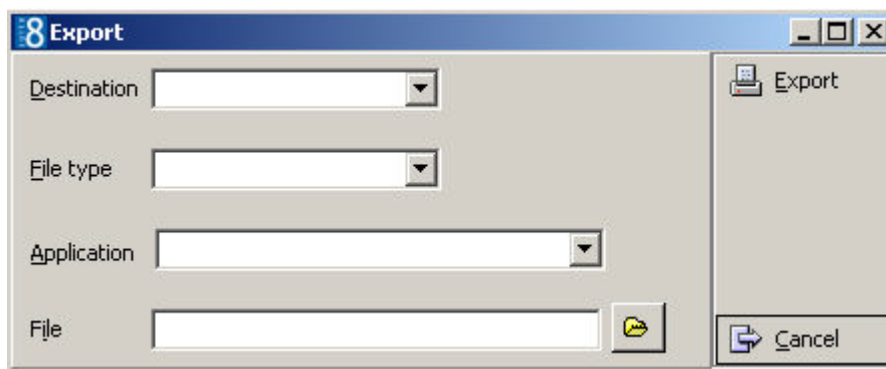 8 Export
Destination
Export
File type
Application
File
Cancel